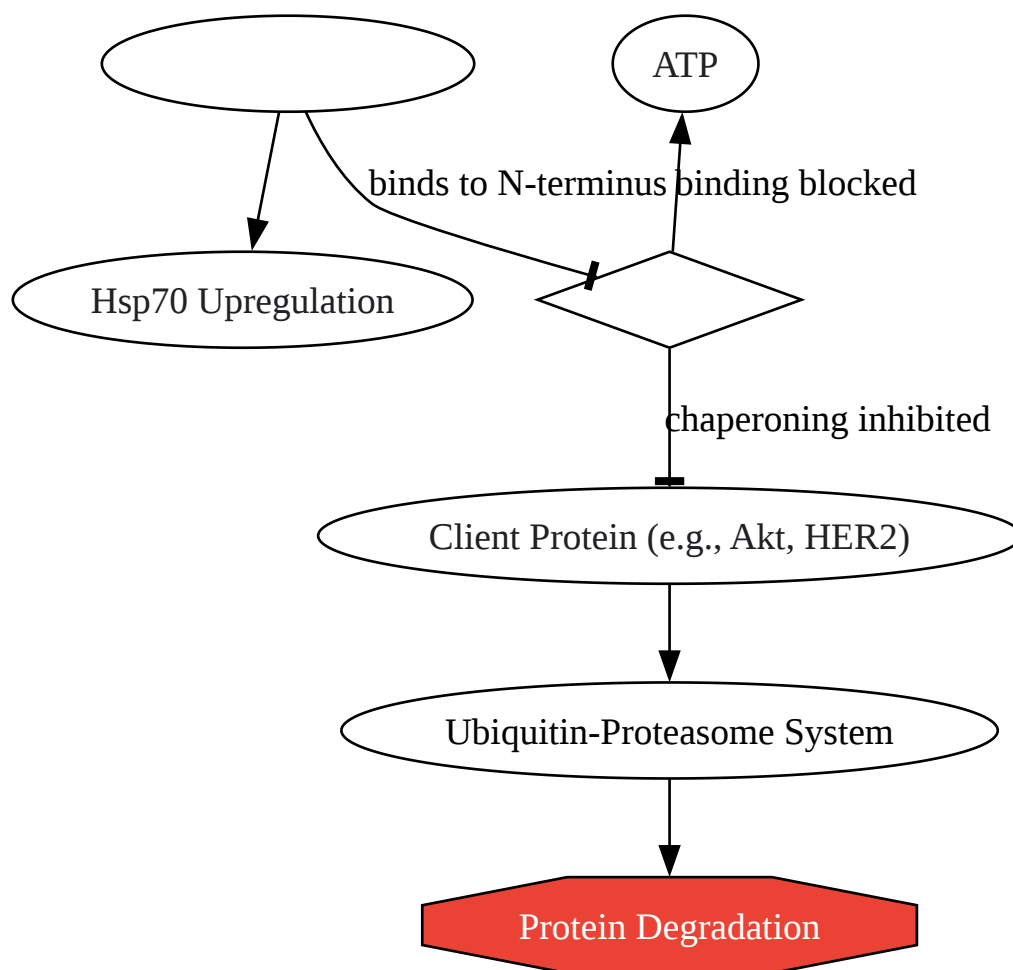 ATP
binds to N-terminus
binding blocked
Hsp70 Upregulation
chaperoning inhibited
Client Protein (e.g., Akt, HER2)
Ubiquitin-Proteasome System
Protein Degradation